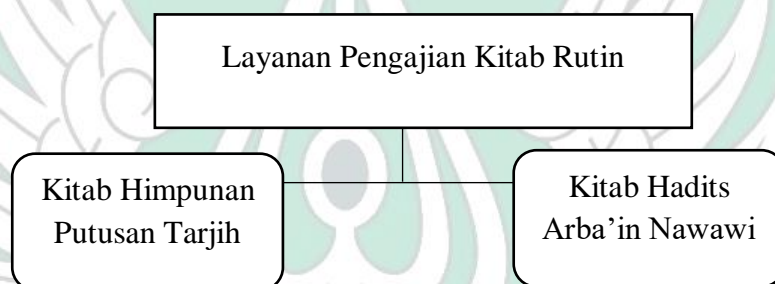 Layanan Pengajian Kitab Rutin
Kitab Himpunan
Putusan Tarjih
Kitab Hadits
Arba’in Nawawi